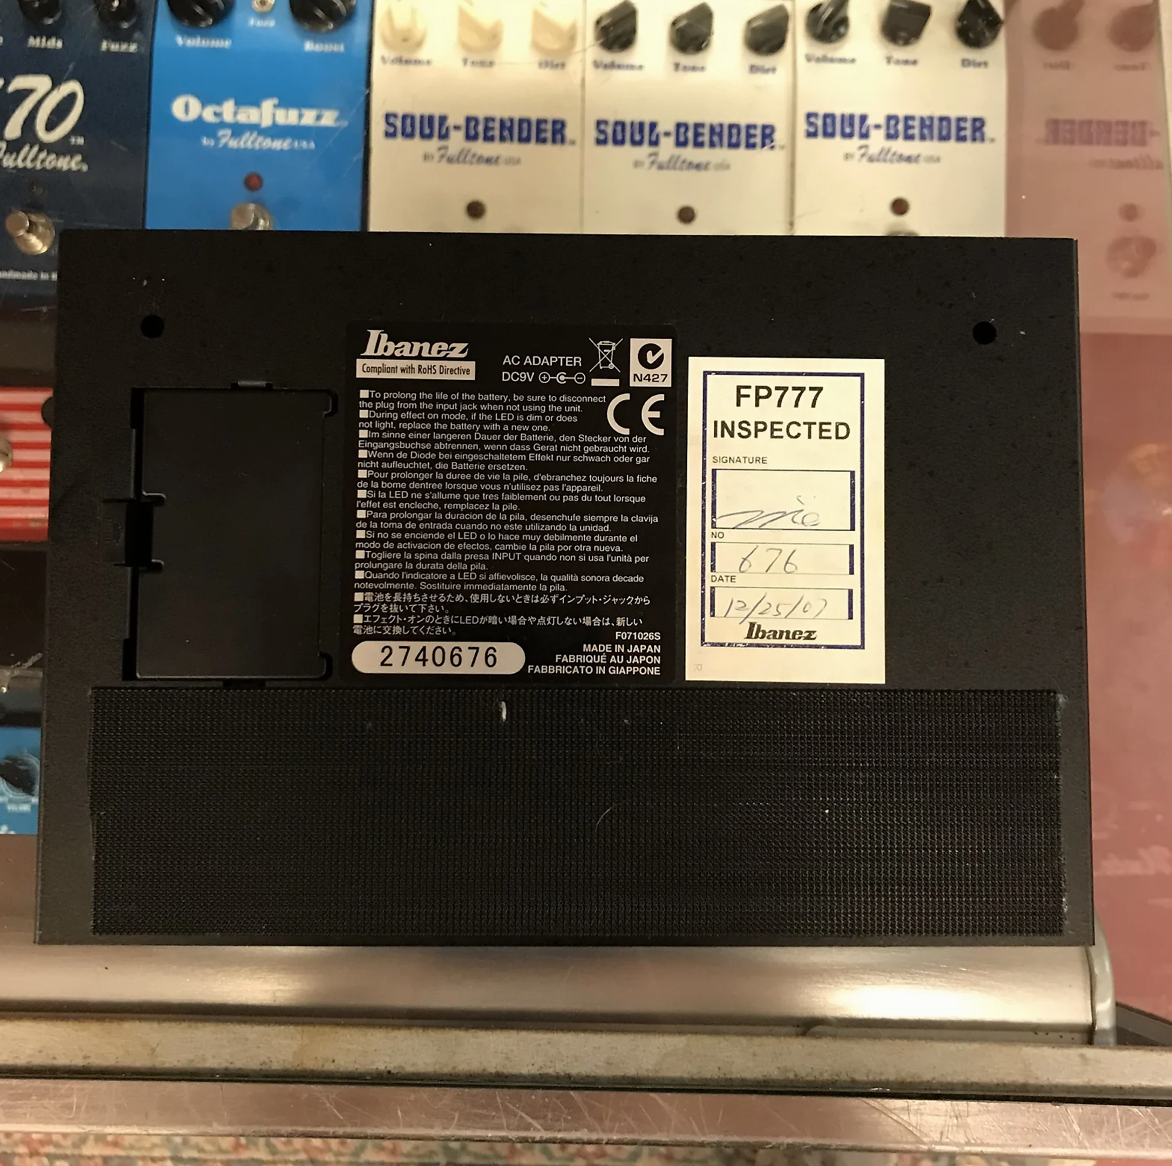 Mids
Fuzz
Volume
Fuzz
Boost
Volume
Tone
Dirt
Volume
Tone
Dirt
Volume
Tone
Dirt
'70
Fulltone
Octafuzz
by Fulltone USA
SOUL-BENDER
BY Fulltone USA
SOUL-BENDER
BY Fulltone USA
SOUL-BENDER
BY Fulltone USA
Ibanez
Compliant with RoHS Directive
AC ADAPTER
DC9V
N427
CE
■To prolong the life of the battery, be sure to disconnect
the plug from the input jack when not using the unit.
■During effect on mode, if the LED is dim or does
not light, replace the battery with a new one.
■Im sinne einer langeren Dauer der Batterie, den Stecker von der
Eingangsbuchse abtrennen, wenn dass Gerat nicht gebraucht wird.
■Wenn de Diode bei eingeschaltetem Effekt nur schwach oder gar
nicht aufleuchtet, die Batterie ersetzen.
■Pour prolonger la duree de vie la pile, d'ebranchez toujours la fiche
de la bome dentree lorsque vous n'utilisez pas l'appareil.
■Si la LED ne s'allume que tres faiblement ou pas du tout lorsque
l'effet est encleche, remplacez la pile.
■Para prolongar la duracion de la pila, desenchufe siempre la clavija
de la toma de entrada cuando no este utilizando la unidad.
■Si no se enciende el LED o lo hace muy debilmente durante el
modo de activacion de efectos, cambie la pila por otra nueva.
■Togliere la spina dalla presa INPUT quando non si usa l'unità per
prolungare la durata della pila.
■Quando l'indicatore a LED si affievolisce, la qualità sonora decade
notevolmente. Sostituire immediatamente la pila.
■電池を長持ちさせるため、使用しないときは必ずインプット・ジャックから
プラグを抜いて下さい。
■エフェクト・オンのときにLEDが暗い場合や点灯しない場合は、新しい
電池に交換してください。
F071026S
2740676
MADE IN JAPAN
FABRIQUÉ AU JAPON
FABBRICATO IN GIAPPONE
FP777
INSPECTED
SIGNATURE
NO
676
DATE
12/25/07
Ibanez